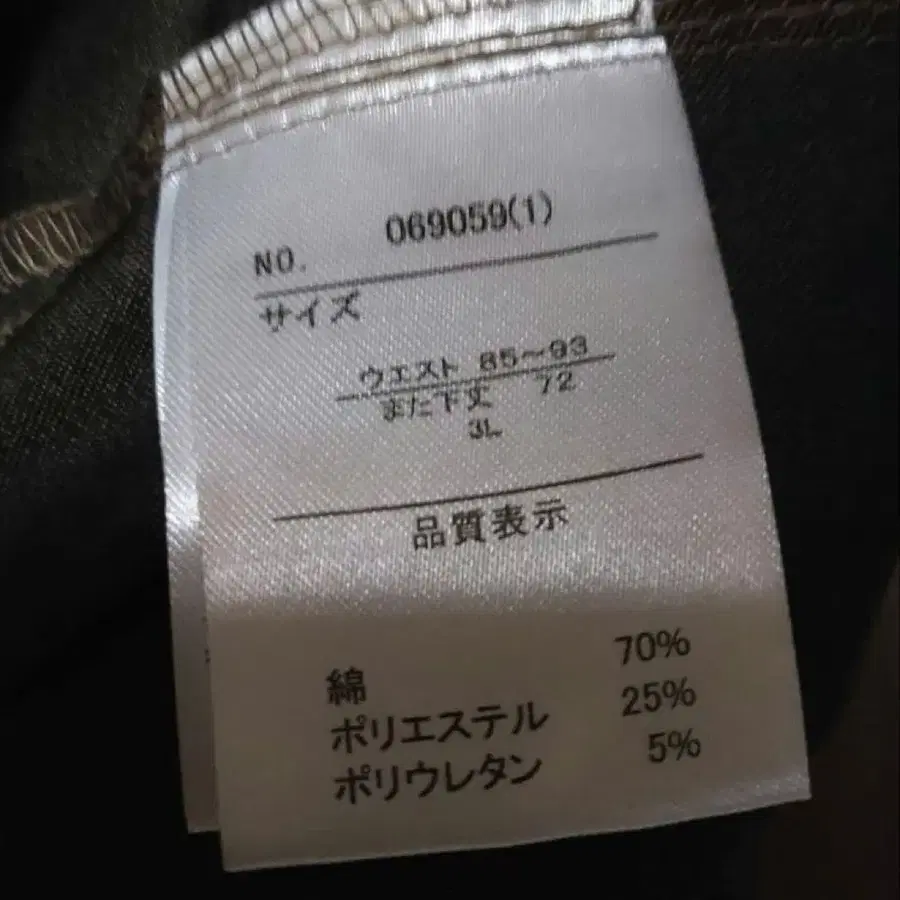 NO. 069059(1)
サイズ
ウエスト 85～93
また下丈 72
3L
品質表示
綿 70%
ポリエステル 25%
ポリウレタン 5%